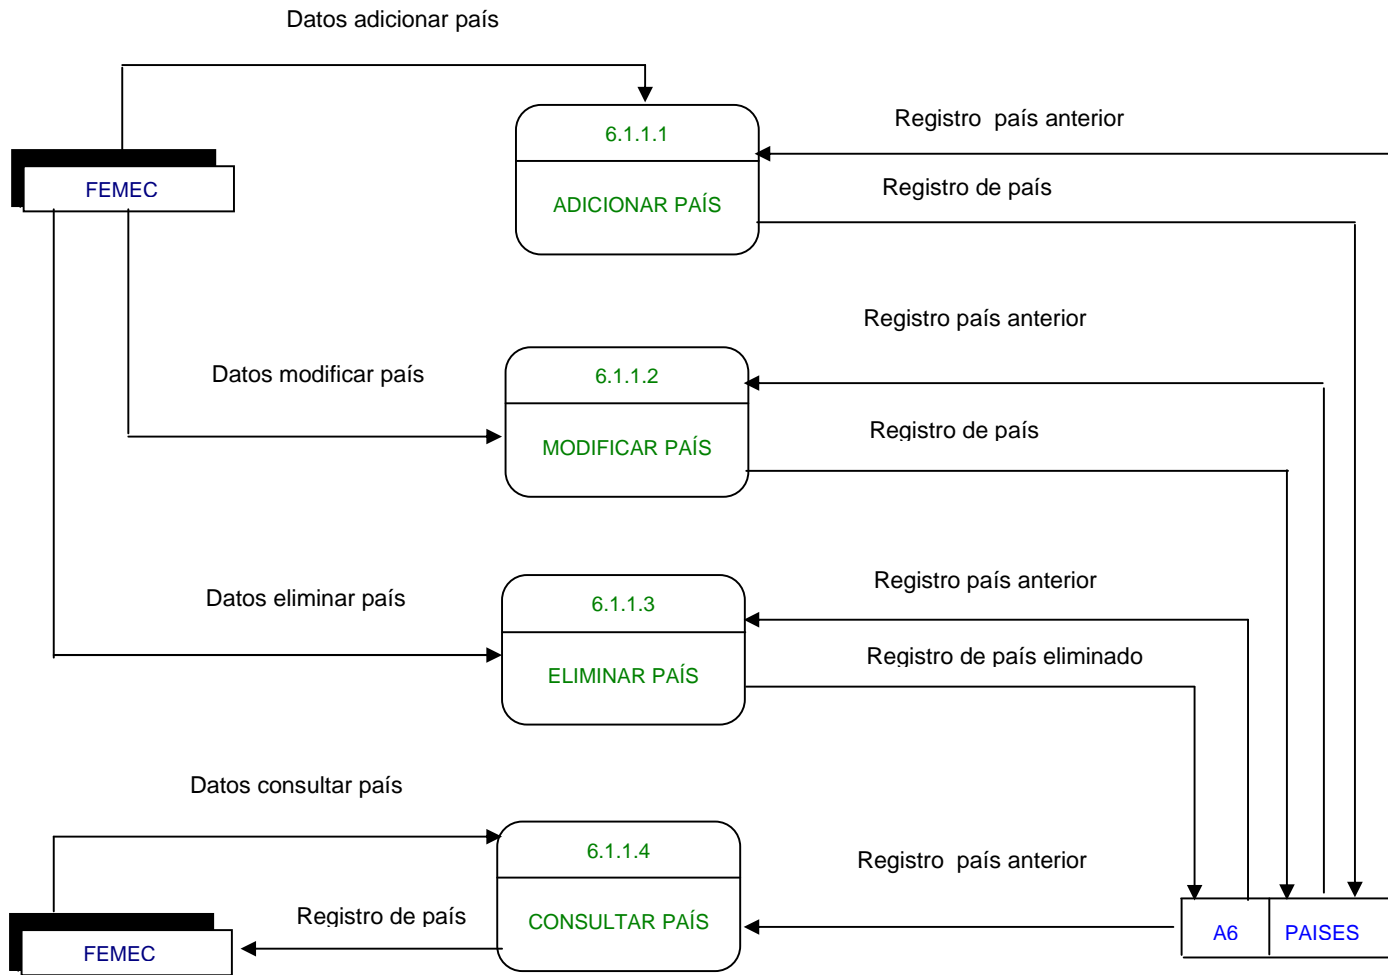 Datos adicionar país
6.1.1.1
Registro  país anterior
FEMEC
ADICIONAR PAÍS
Registro de país
Registro país anterior
Datos modificar país
6.1.1.2
MODIFICAR PAÍS
Registro de país
Registro país anterior
Datos eliminar país
6.1.1.3
ELIMINAR PAÍS
Registro de país eliminado
Datos consultar país
6.1.1.4
Registro  país anterior
Registro de país
CONSULTAR PAÍS
A6
PAISES
FEMEC